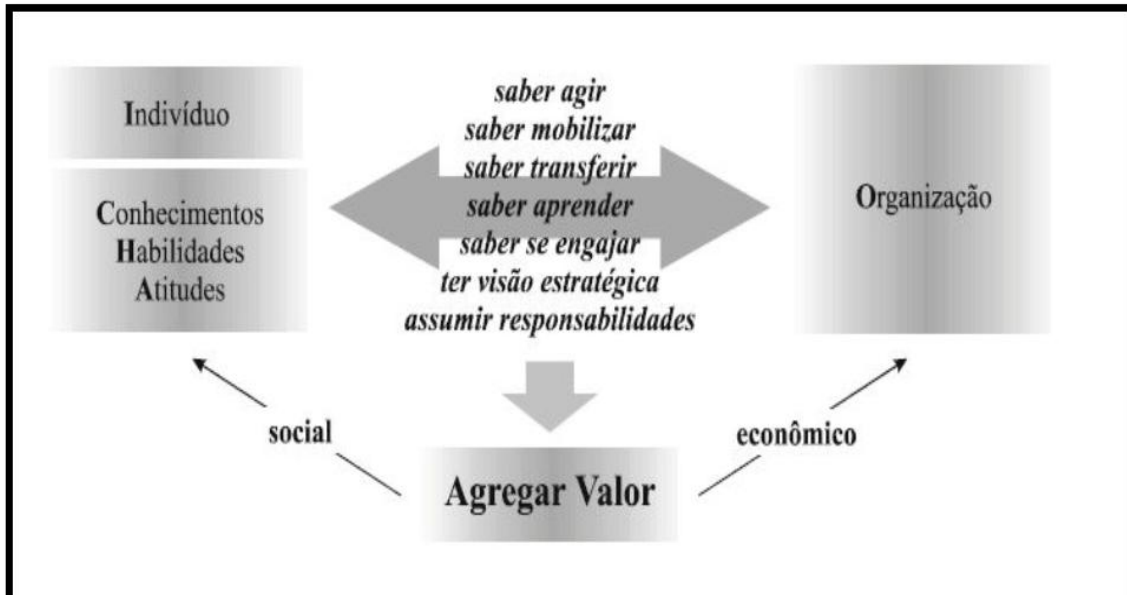 Indivíduo
Conhecimentos
Habilidades
Atitudes
saber agir
saber mobilizar
saber transferir
saber aprender
saber se engajar
ter visão estratégica
assumir responsabilidades
Organização
social
econômico
Agregar Valor